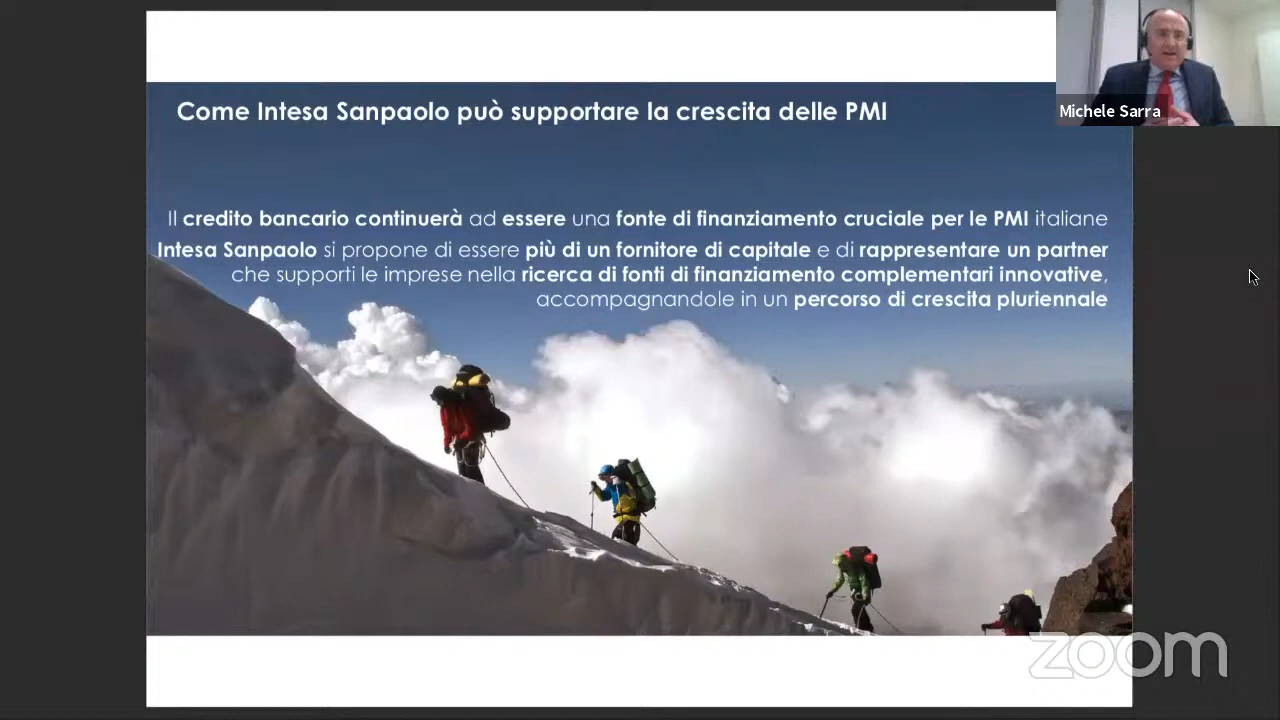 Come Intesa Sanpaolo può supportare la crescita delle PMI
Michele Sarra
Il credito bancario continuerà ad essere una fonte di finanziamento cruciale per le PMI italiane
Intesa Sanpaolo si propone di essere più di un fornitore di capitale e di rappresentare un partner
che supporti le imprese nella ricerca di fonti di finanziamento complementari innovative,
accompagnandole in un percorso di crescita pluriennale
zoom